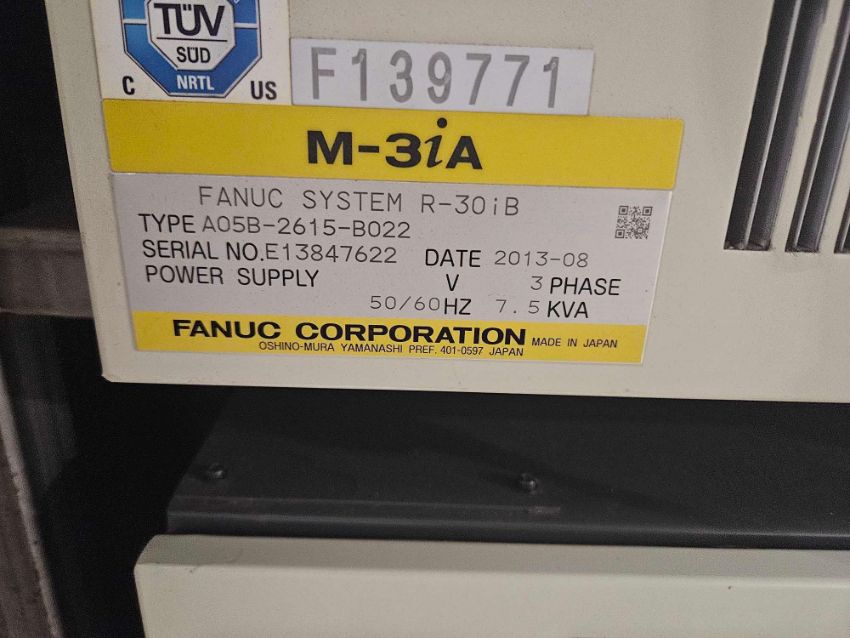 TÜV
SÜD
NRTL
C US
F139771
M-3iA
FANUC SYSTEM R-30iB
TYPE A05B-2615-B022
SERIAL NO.E13847622 DATE 2013-08
POWER SUPPLY V 3 PHASE
50/60HZ 7.5 KVA
FANUC CORPORATION MADE IN JAPAN
OSHINO-MURA YAMANASHI PREF. 401-0597 JAPAN